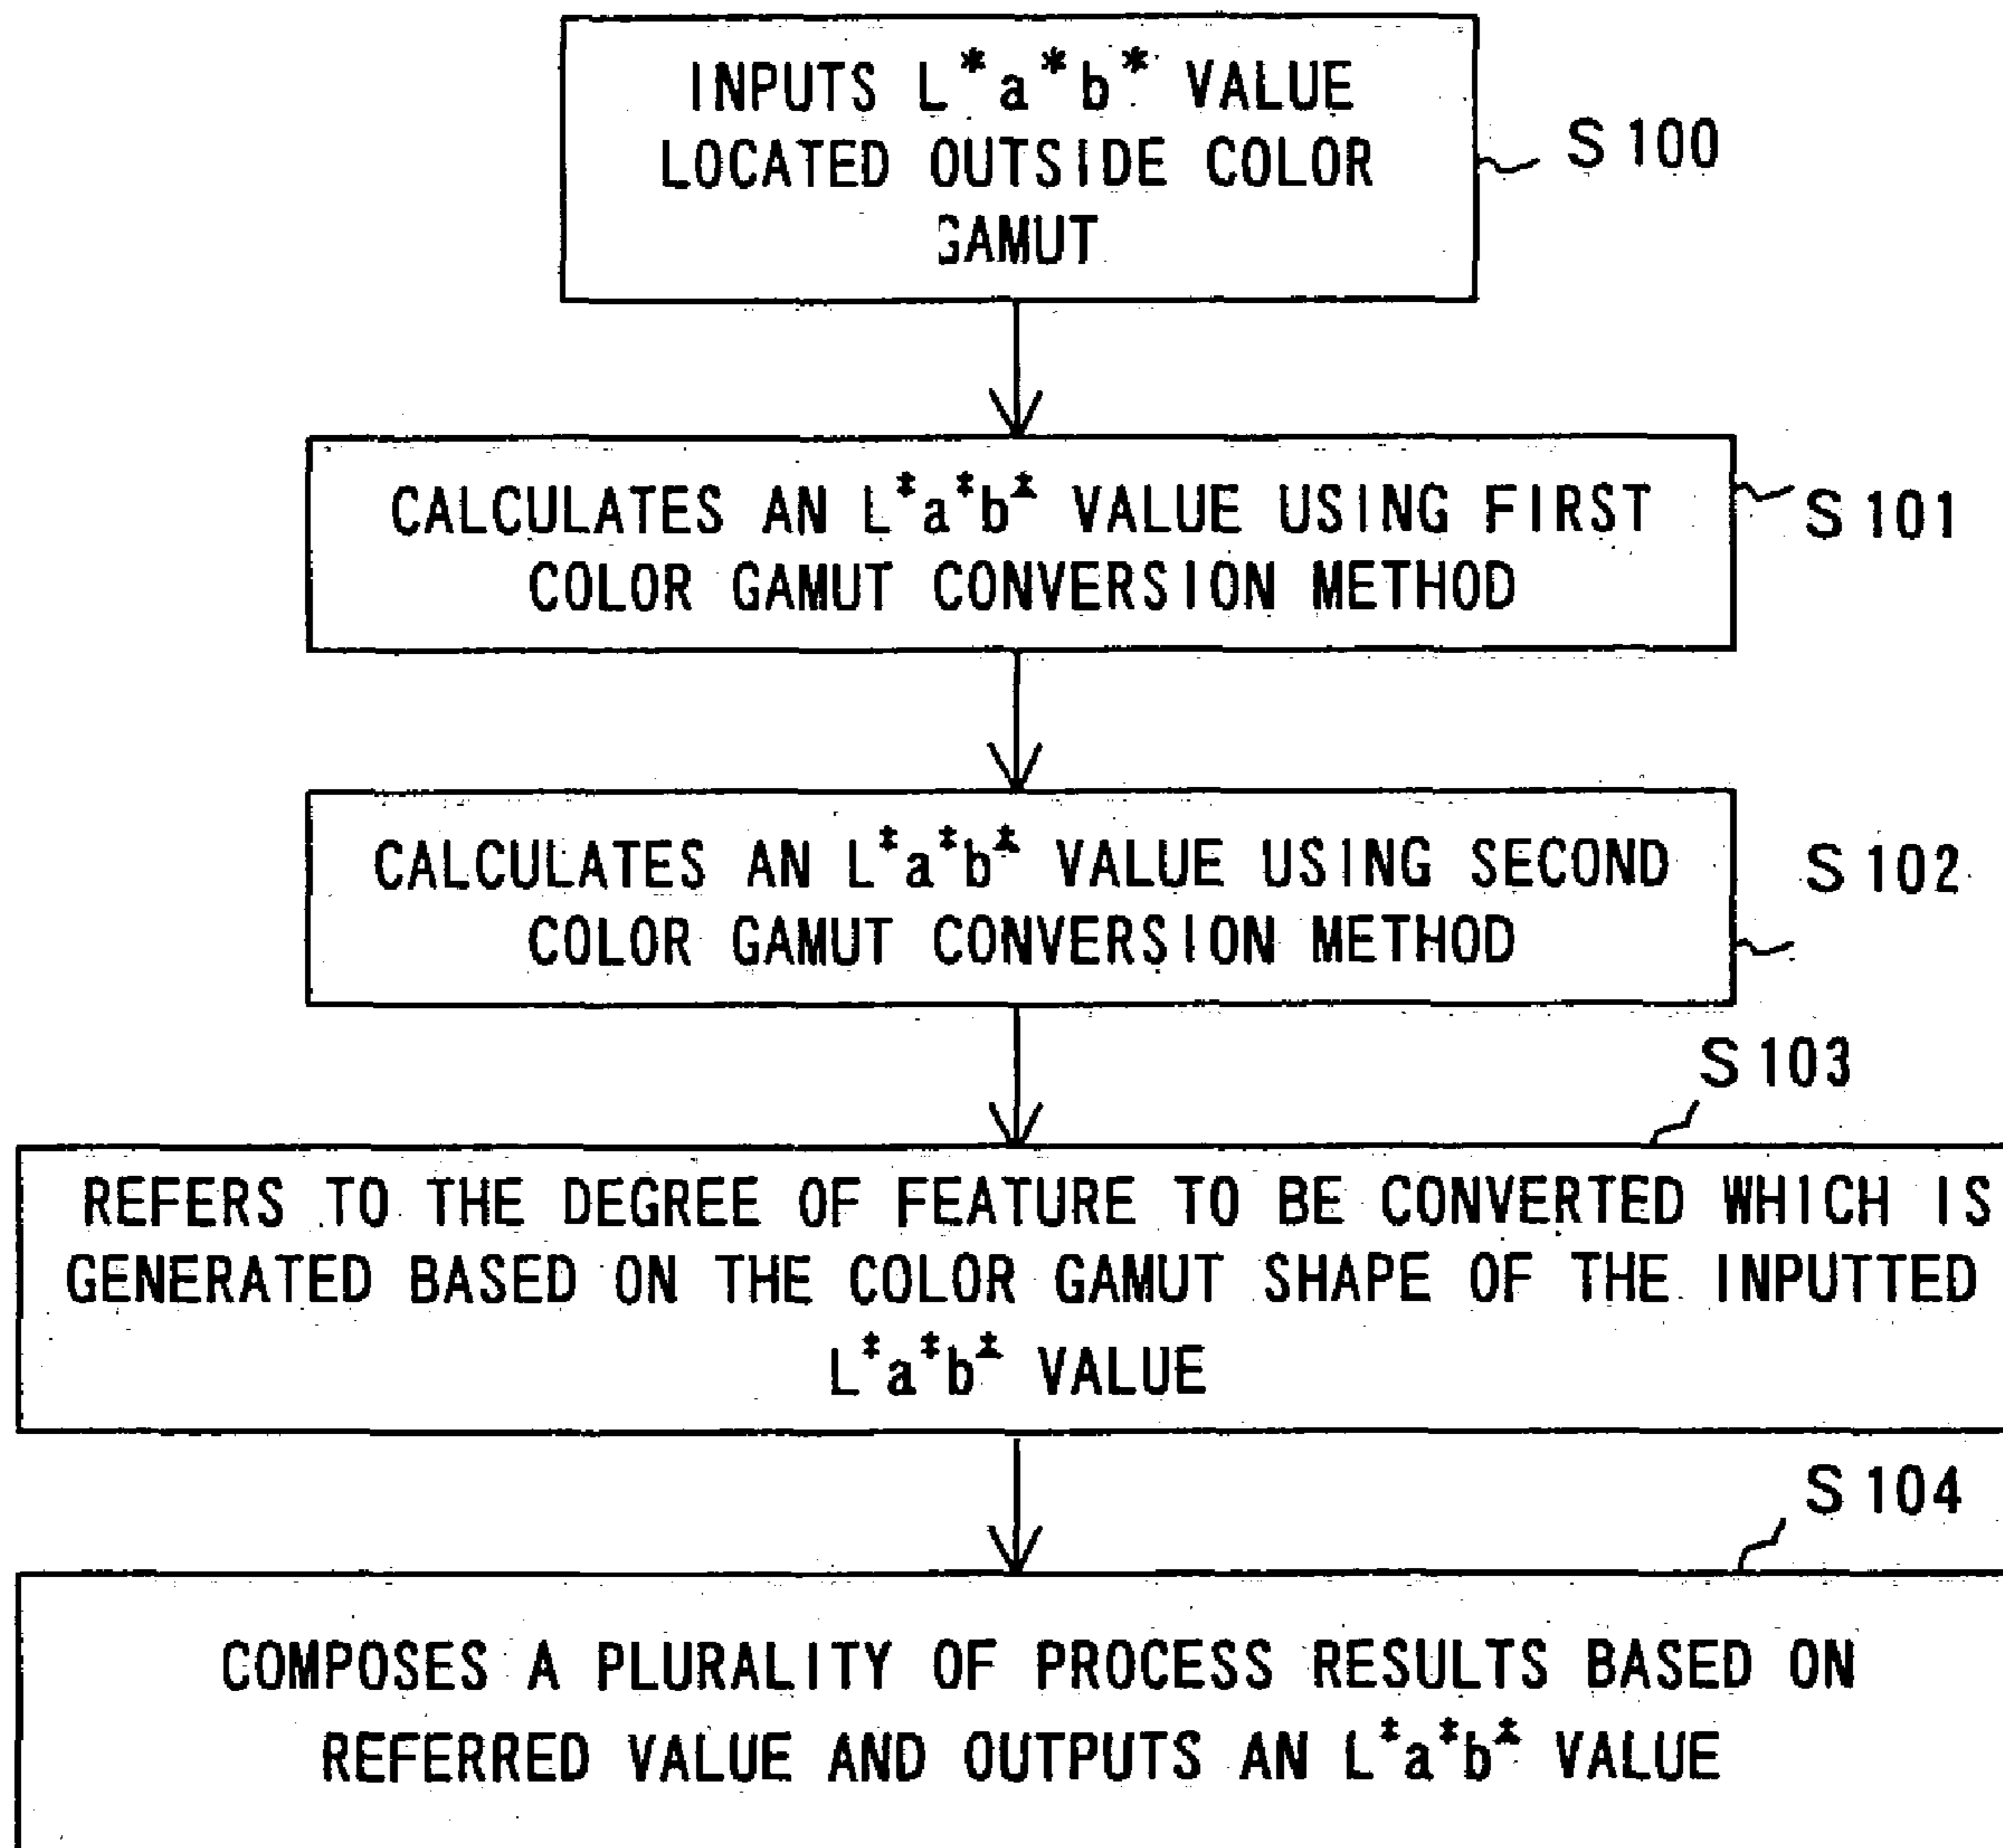 INPUTS L*a*b* VALUE
LOCATED OUTSIDE COLOR
GAMUT
S100
CALCULATES AN L*a*b* VALUE USING FIRST
COLOR GAMUT CONVERSION METHOD
S101
CALCULATES AN L*a*b* VALUE USING SECOND
COLOR GAMUT CONVERSION METHOD
S102
S103
REFERS TO THE DEGREE OF FEATURE TO BE CONVERTED WHICH IS
GENERATED BASED ON THE COLOR GAMUT SHAPE OF THE INPUTTED
L*a*b* VALUE
S104
COMPOSES A PLURALITY OF PROCESS RESULTS BASED ON
REFERRED VALUE AND OUTPUTS AN L*a*b* VALUE